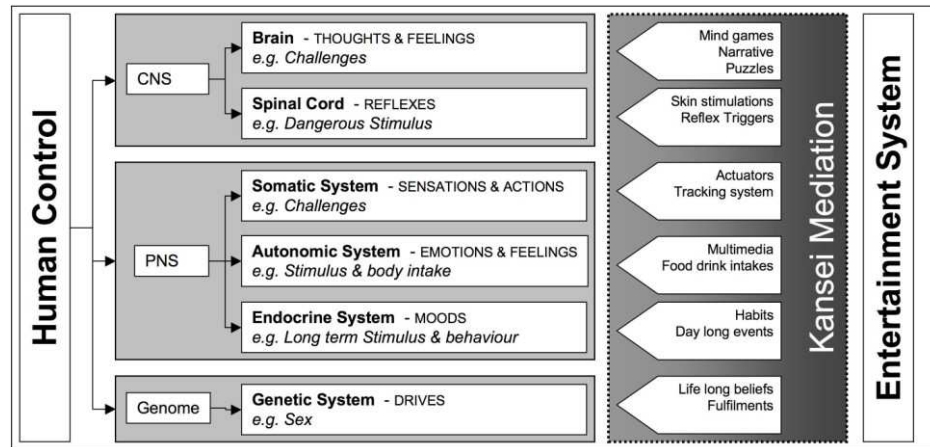 Human Control
CNS
Brain - THOUGHTS & FEELINGS
e.g. Challenges
Spinal Cord - REFLEXES
e.g. Dangerous Stimulus
PNS
Somatic System - SENSATIONS & ACTIONS
e.g. Challenges
Autonomic System - EMOTIONS & FEELINGS
e.g. Stimulus & body intake
Endocrine System - MOODS
e.g. Long term Stimulus & behaviour
Genome
Genetic System - DRIVES
e.g. Sex
Mind games
Narrative
Puzzles
Skin stimulations
Reflex Triggers
Actuators
Tracking system
Multimedia
Food drink intakes
Habits
Day long events
Life long beliefs
Fulfilments
Kansei Mediation
Entertainment System